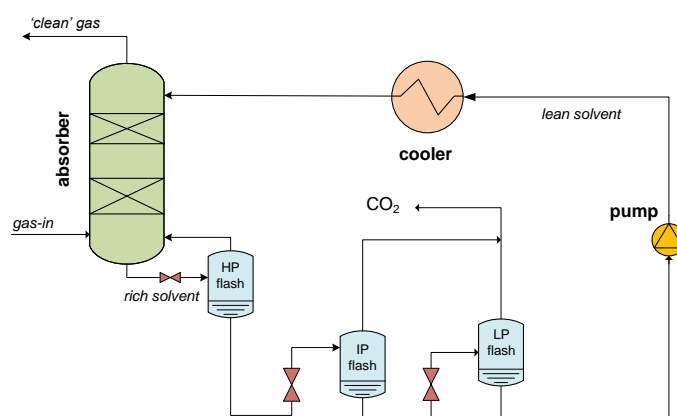 ‘clean’ gas
absorber
gas-in
rich solvent
HP
flash
IP
flash
LP
flash
CO₂
cooler
lean solvent
pump